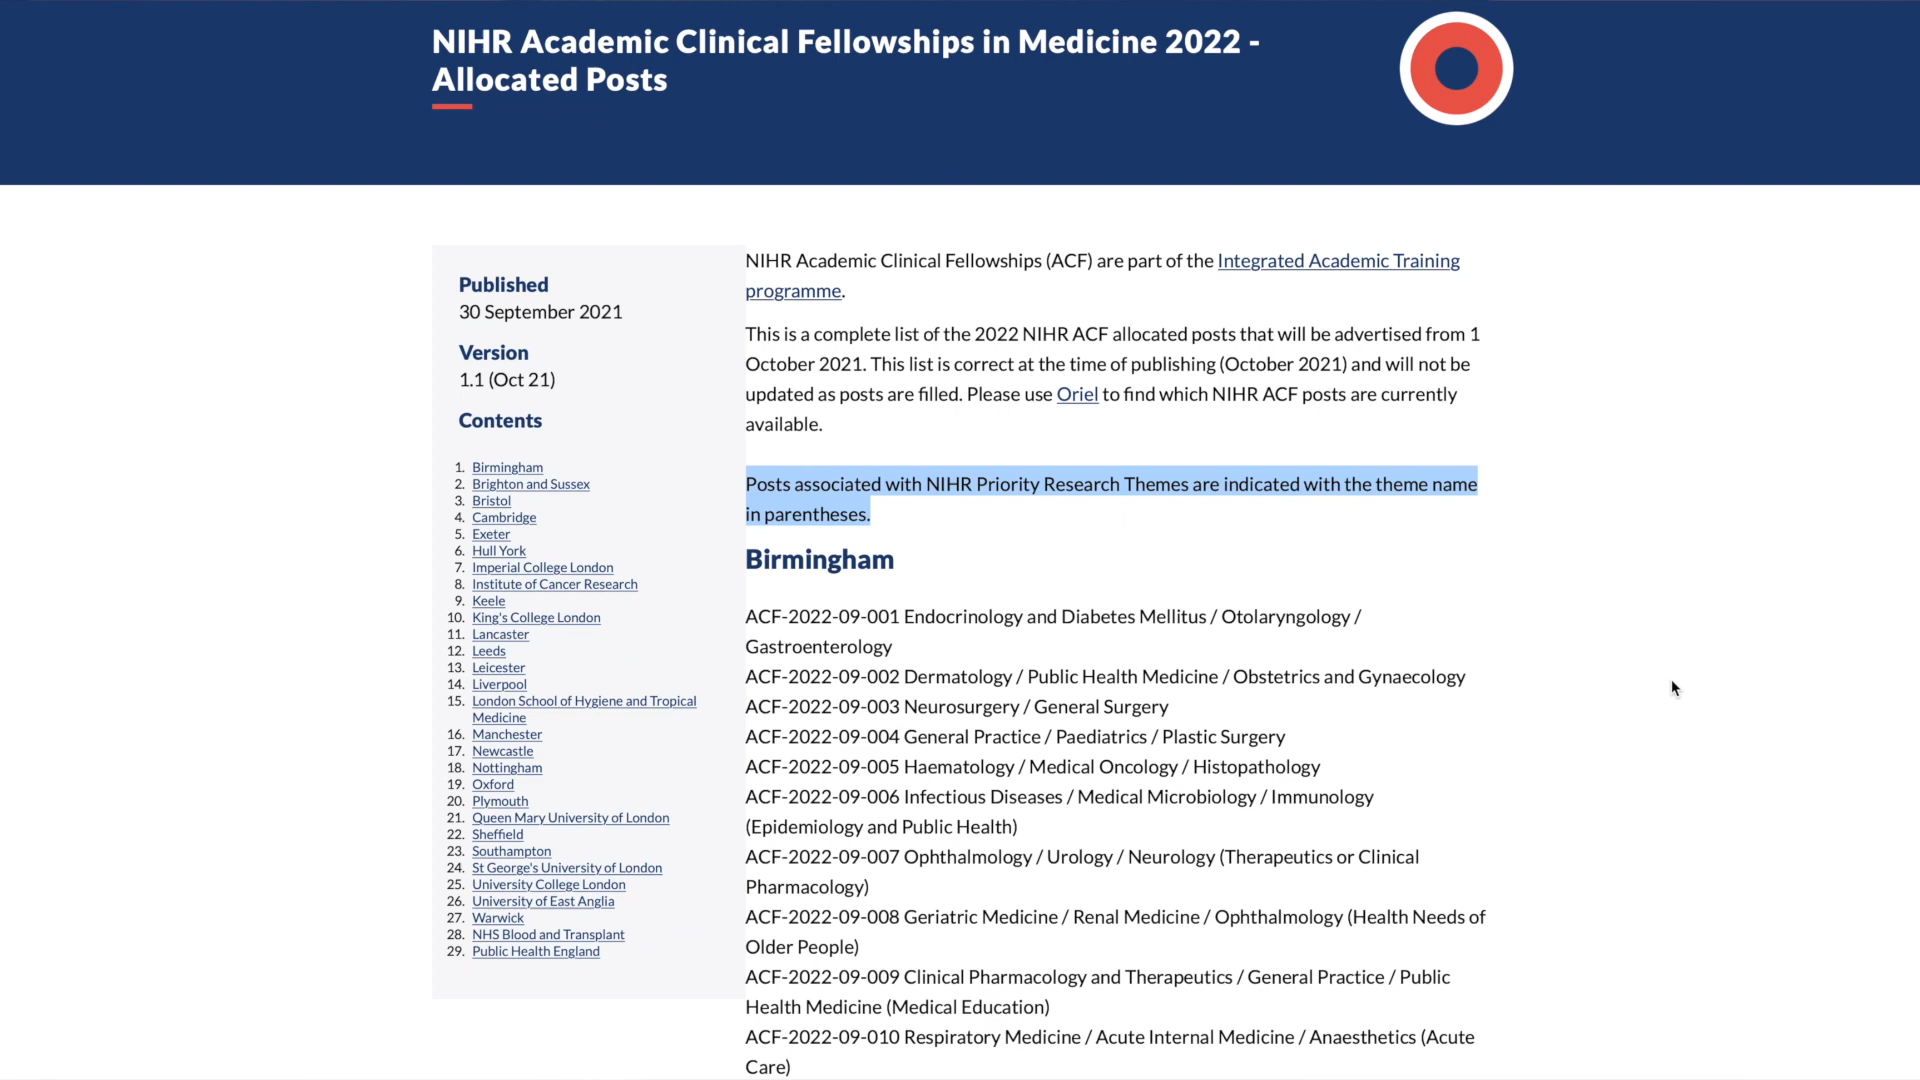 NIHR Academic Clinical Fellowships in Medicine 2022 -
Allocated Posts
Published
30 September 2021
Version
1.1 (Oct 21)
Contents
1. Birmingham
2. Brighton and Sussex
3. Bristol
4. Cambridge
5. Exeter
6. Hull York
7. Imperial College London
8. Institute of Cancer Research
9. Keele
10. King's College London
11. Lancaster
12. Leeds
13. Leicester
14. Liverpool
15. London School of Hygiene and Tropical
Medicine
16. Manchester
17. Newcastle
18. Nottingham
19. Oxford
20. Plymouth
21. Queen Mary University of London
22. Sheffield
23. Southampton
24. St George's University of London
25. University College London
26. University of East Anglia
27. Warwick
28. NHS Blood and Transplant
29. Public Health England
NIHR Academic Clinical Fellowships (ACF) are part of the Integrated Academic Training
programme.
This is a complete list of the 2022 NIHR ACF allocated posts that will be advertised from 1
October 2021. This list is correct at the time of publishing (October 2021) and will not be
updated as posts are filled. Please use Oriel to find which NIHR ACF posts are currently
available.
Posts associated with NIHR Priority Research Themes are indicated with the theme name
in parentheses.
Birmingham
ACF-2022-09-001 Endocrinology and Diabetes Mellitus / Otolaryngology /
Gastroenterology
ACF-2022-09-002 Dermatology / Public Health Medicine / Obstetrics and Gynaecology
ACF-2022-09-003 Neurosurgery / General Surgery
ACF-2022-09-004 General Practice / Paediatrics / Plastic Surgery
ACF-2022-09-005 Haematology / Medical Oncology / Histopathology
ACF-2022-09-006 Infectious Diseases / Medical Microbiology / Immunology
(Epidemiology and Public Health)
ACF-2022-09-007 Ophthalmology / Urology / Neurology (Therapeutics or Clinical
Pharmacology)
ACF-2022-09-008 Geriatric Medicine / Renal Medicine / Ophthalmology (Health Needs of
Older People)
ACF-2022-09-009 Clinical Pharmacology and Therapeutics / General Practice / Public
Health Medicine (Medical Education)
ACF-2022-09-010 Respiratory Medicine / Acute Internal Medicine / Anaesthetics (Acute
Care)